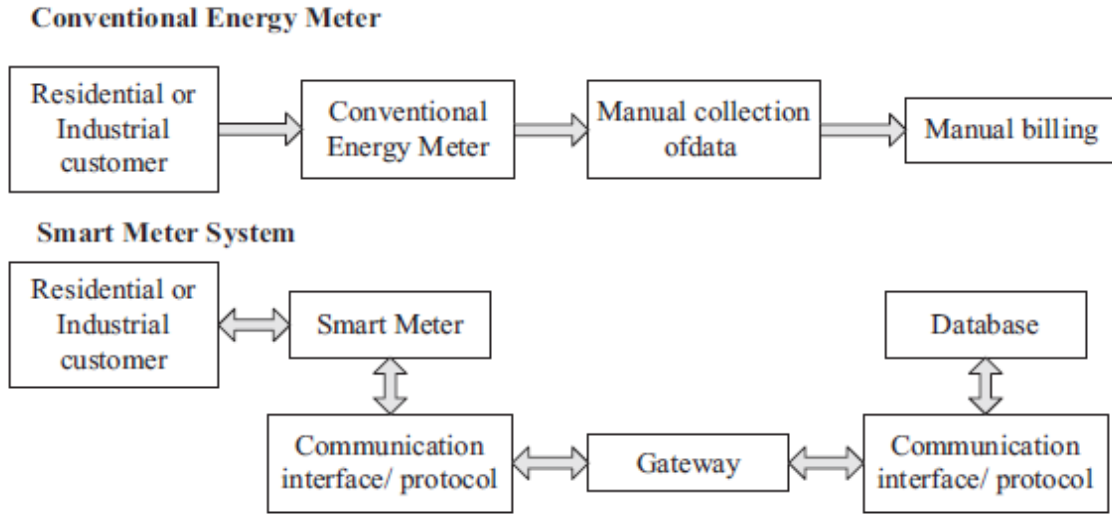 Conventional Energy Meter
Residential or
Industrial
customer
Conventional
Energy Meter
Manual collection
ofdata
Manual billing
Smart Meter System
Residential or
Industrial
customer
Smart Meter
Database
Communication
interface/ protocol
Gateway
Communication
interface/ protocol